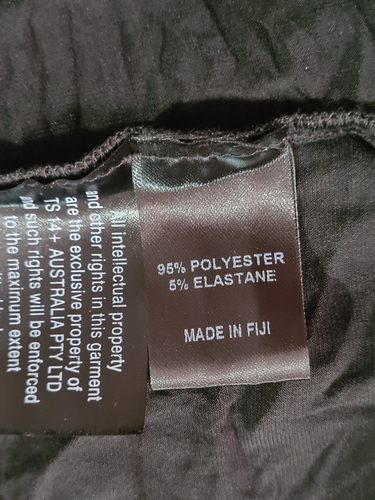 All intellectual property
and other rights in this garment
are the exclusive property of
TS 14+ AUSTRALIA PTY LTD
and such rights will be enforced
to the maximum extent
95% POLYESTER
5% ELASTANE
MADE IN FIJI